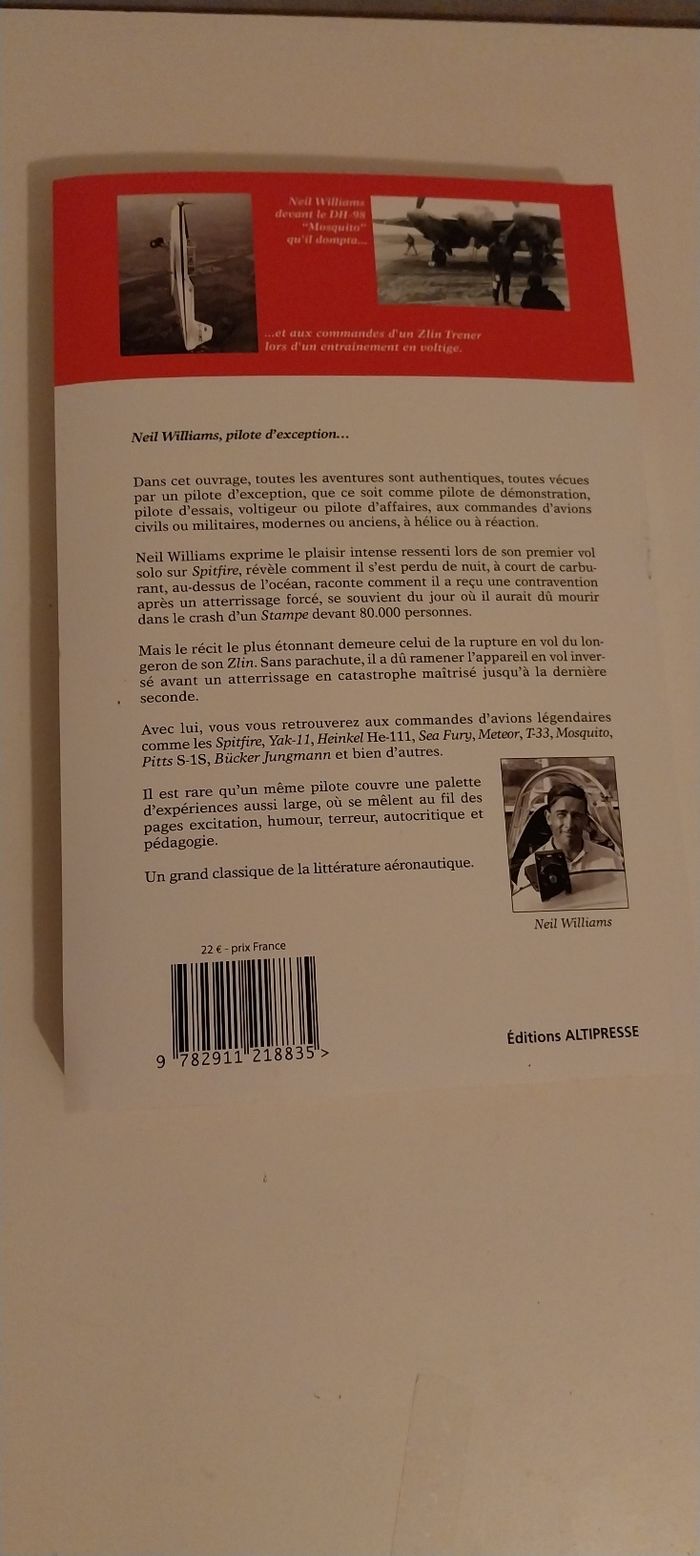 Neil Williams
devant le DH-98
"Mosquito"
qu'il dompta...
...et aux commandes d'un Zlin Trener
lors d'un entraînement en voltige.
Neil Williams, pilote d'exception...
Dans cet ouvrage, toutes les aventures sont authentiques, toutes vécues
par un pilote d'exception, que ce soit comme pilote de démonstration,
pilote d'essais, voltigeur ou pilote d'affaires, aux commandes d'avions
civils ou militaires, modernes ou anciens, à hélice ou à réaction.
Neil Williams exprime le plaisir intense ressenti lors de son premier vol
solo sur Spitfire, révèle comment il s'est perdu de nuit, à court de carbu-
rant, au-dessus de l'océan, raconte comment il a reçu une contravention
après un atterrissage forcé, se souvient du jour où il aurait dû mourir
dans le crash d'un Stampe devant 80.000 personnes.
Mais le récit le plus étonnant demeure celui de la rupture en vol du lon-
geron de son Zlin. Sans parachute, il a dû ramener l'appareil en vol inver-
sé avant un atterrissage en catastrophe maîtrisé jusqu'à la dernière
seconde.
Avec lui, vous vous retrouverez aux commandes d'avions légendaires
comme les Spitfire, Yak-11, Heinkel He-111, Sea Fury, Meteor, T-33, Mosquito,
Pitts S-1S, Bücker Jungmann et bien d'autres.
Il est rare qu'un même pilote couvre une palette
d'expériences aussi large, où se mêlent au fil des
pages excitation, humour, terreur, autocritique et
pédagogie.
Un grand classique de la littérature aéronautique.
Neil Williams
22 € - prix France
9 782911 218835 >
Éditions ALTIPRESSE